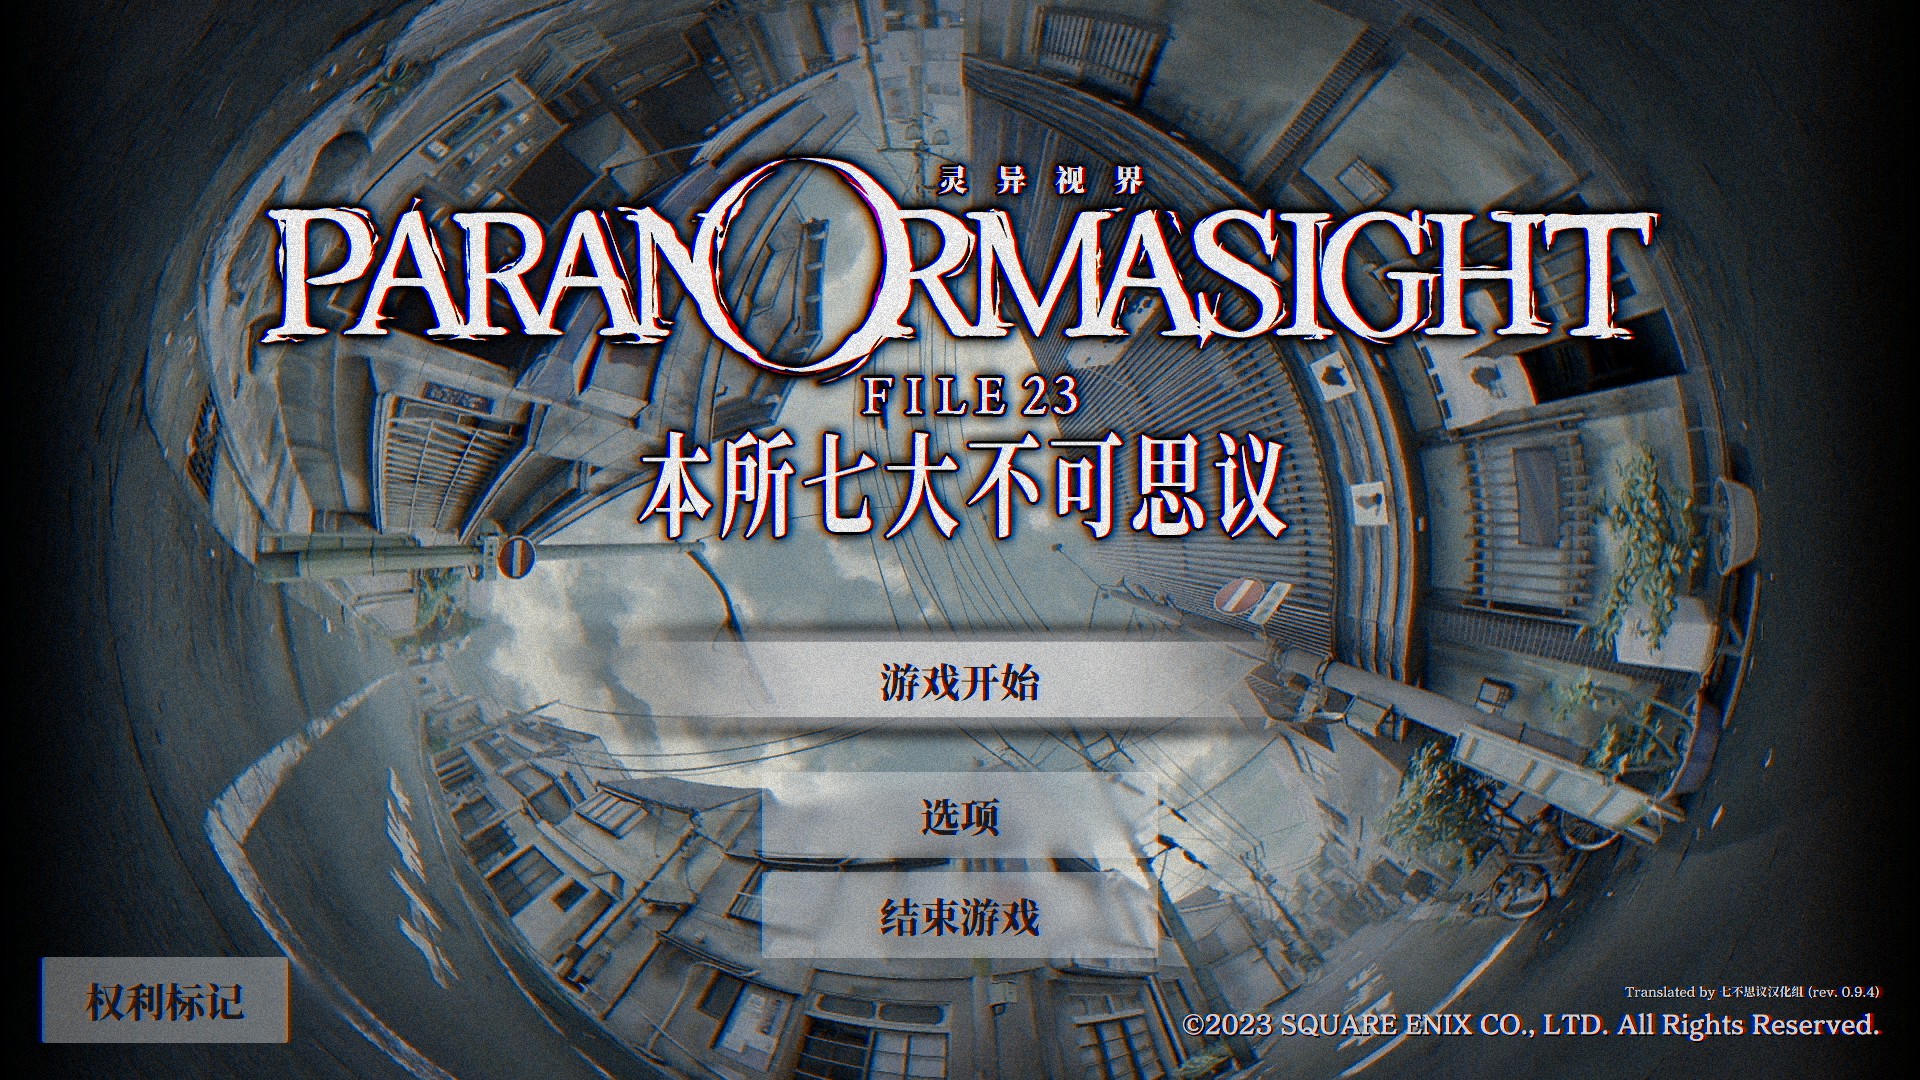 灵异视界
PARANORMASIGHT
FILE 23
本所七大不可思议
游戏开始
选项
结束游戏
权利标记
Translated by 七不思议汉化组 (rev. 0.9.4)
©2023 SQUARE ENIX CO., LTD. All Rights Reserved.